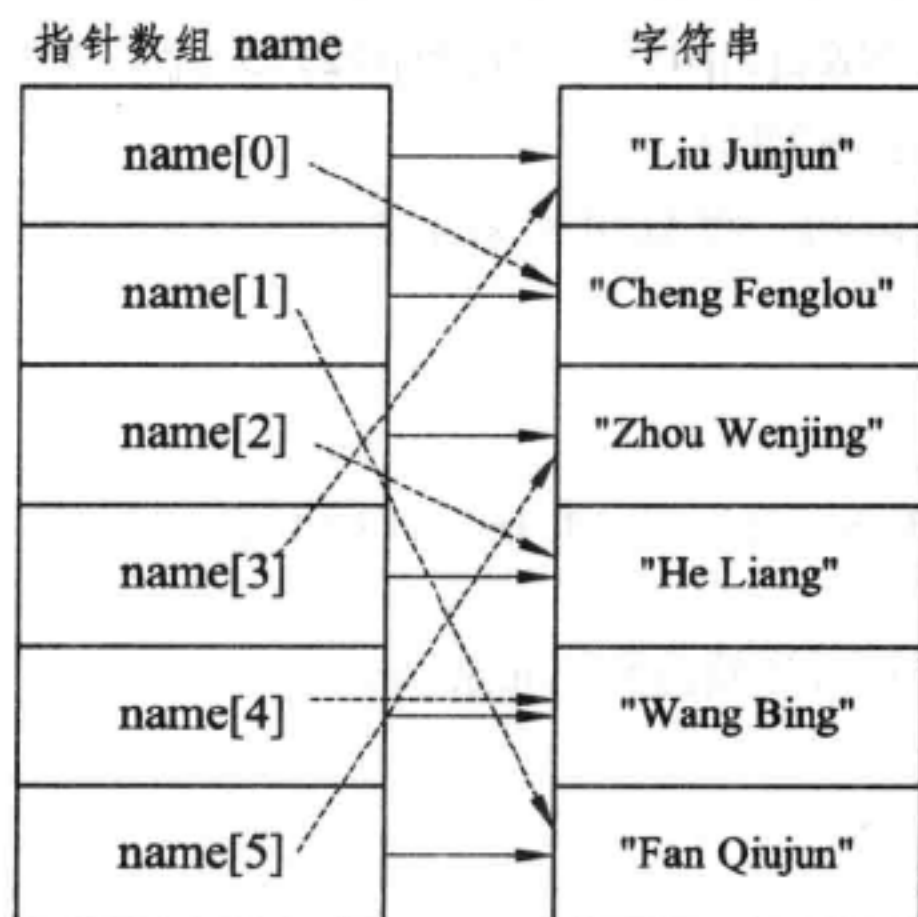 指针数组 name 字符串
name[0] "Liu Junjun"
name[1] "Cheng Fenglou"
name[2] "Zhou Wenjing"
name[3] "He Liang"
name[4] "Wang Bing"
name[5] "Fan Qiujun"